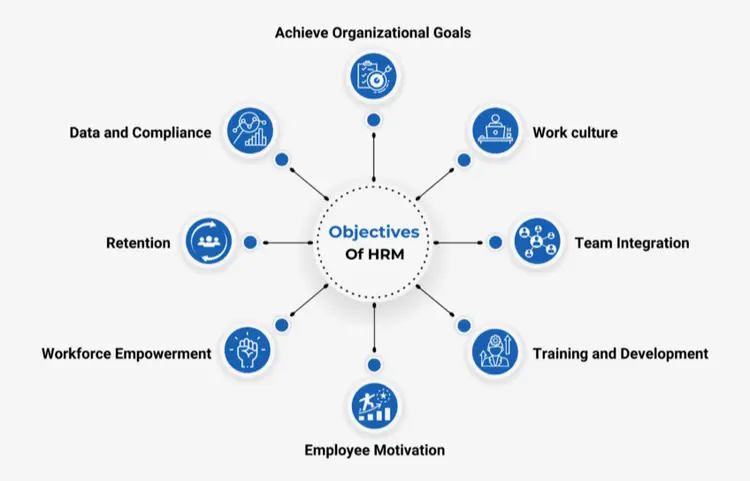 Achieve Organizational Goals
Data and Compliance
Work culture
Retention
Objectives
Of HRM
Team Integration
Workforce Empowerment
Training and Development
Employee Motivation